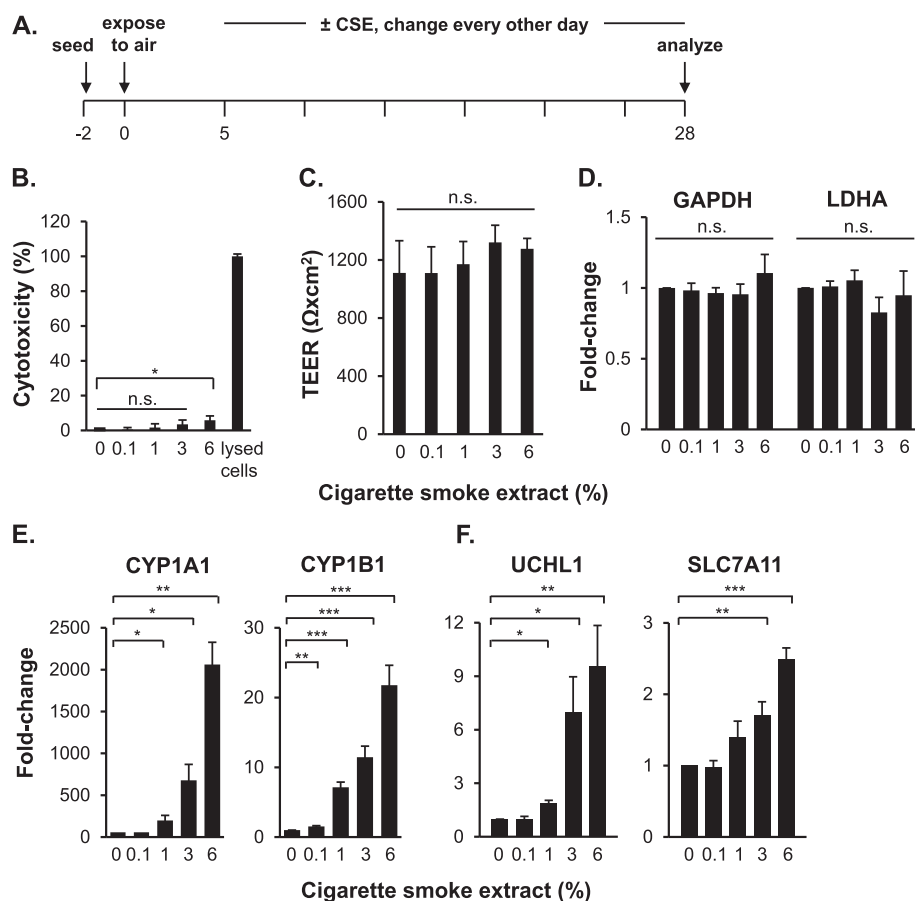 A.
seed
expose
to air
± CSE, change every other day
analyze
-2 0 5 28
B.
Cytotoxicity (%)
120
100
80
60
40
20
0
*
n.s.
0 0.1 1 3 6 lysed
cells
C.
TEER (Ωxcm²)
1600
1200
800
400
0
n.s.
0 0.1 1 3 6
D.
GAPDH LDHA
Fold-change
1.5
1
0.5
0
n.s. n.s.
0 0.1 1 3 6 0 0.1 1 3 6
Cigarette smoke extract (%)
E.
CYP1A1
Fold-change
2500
2000
1500
1000
500
0
**
*
*
0 0.1 1 3 6
CYP1B1
30
20
10
0
***
***
***
**
0 0.1 1 3 6
F.
UCHL1
12
9
6
3
0
**
*
*
0 0.1 1 3 6
SLC7A11
3
2
1
0
***
**
0 0.1 1 3 6
Cigarette smoke extract (%)